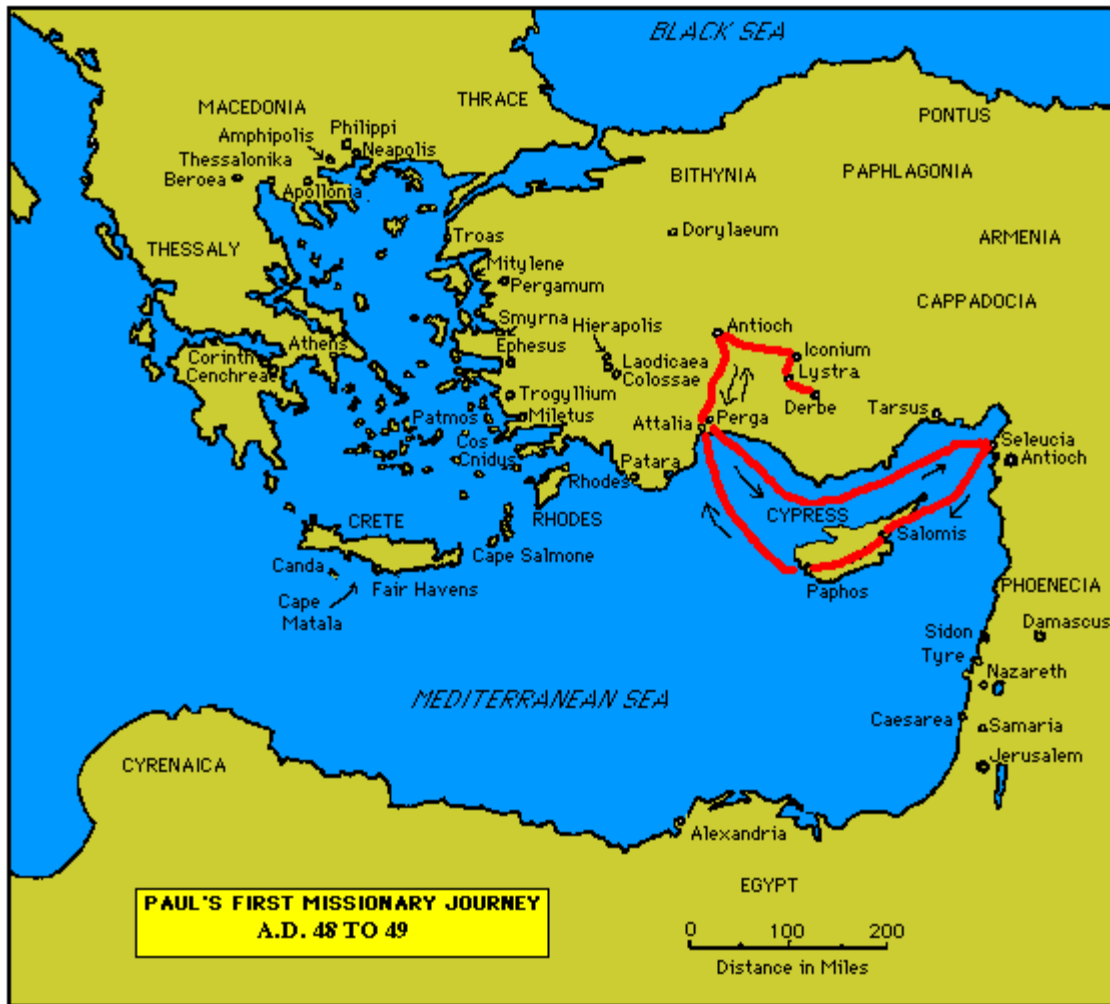 BLACK SEA
THRACE
MACEDONIA
PONTUS
Philippi
Amphipolis
Neapolis
Thessalonika
Beroea
Apollonia
BITHYNIA
PAPHLAGONIA
Dorylaeum
ARMENIA
Troas
THESSALY
Mitylene
Pergamum
CAPPADOCIA
Smyrna
Hierapolis
Antioch
Ephesus
Athens
Corinth
Cenchreae
Laodicaea
Colossae
Iconium
Lystra
Derbe
Trogyllium
Miletus
Patmos
Cos
Cnidus
Attalia
Perga
Tarsus
Seleucia
Antioch
Patara
Rhodes
RHODES
CYPRESS
Salomis
CRETE
Cape Salmone
Canda
Fair Havens
Cape
Matala
Paphos
PHOENECIA
Damascus
Sidon
Tyre
Nazareth
MEDITERRANEAN SEA
Caesarea
Samaria
Jerusalem
CYRENAICA
Alexandria
EGYPT
PAUL'S FIRST MISSIONARY JOURNEY
A.D. 48 TO 49
0 100 200
Distance in Miles